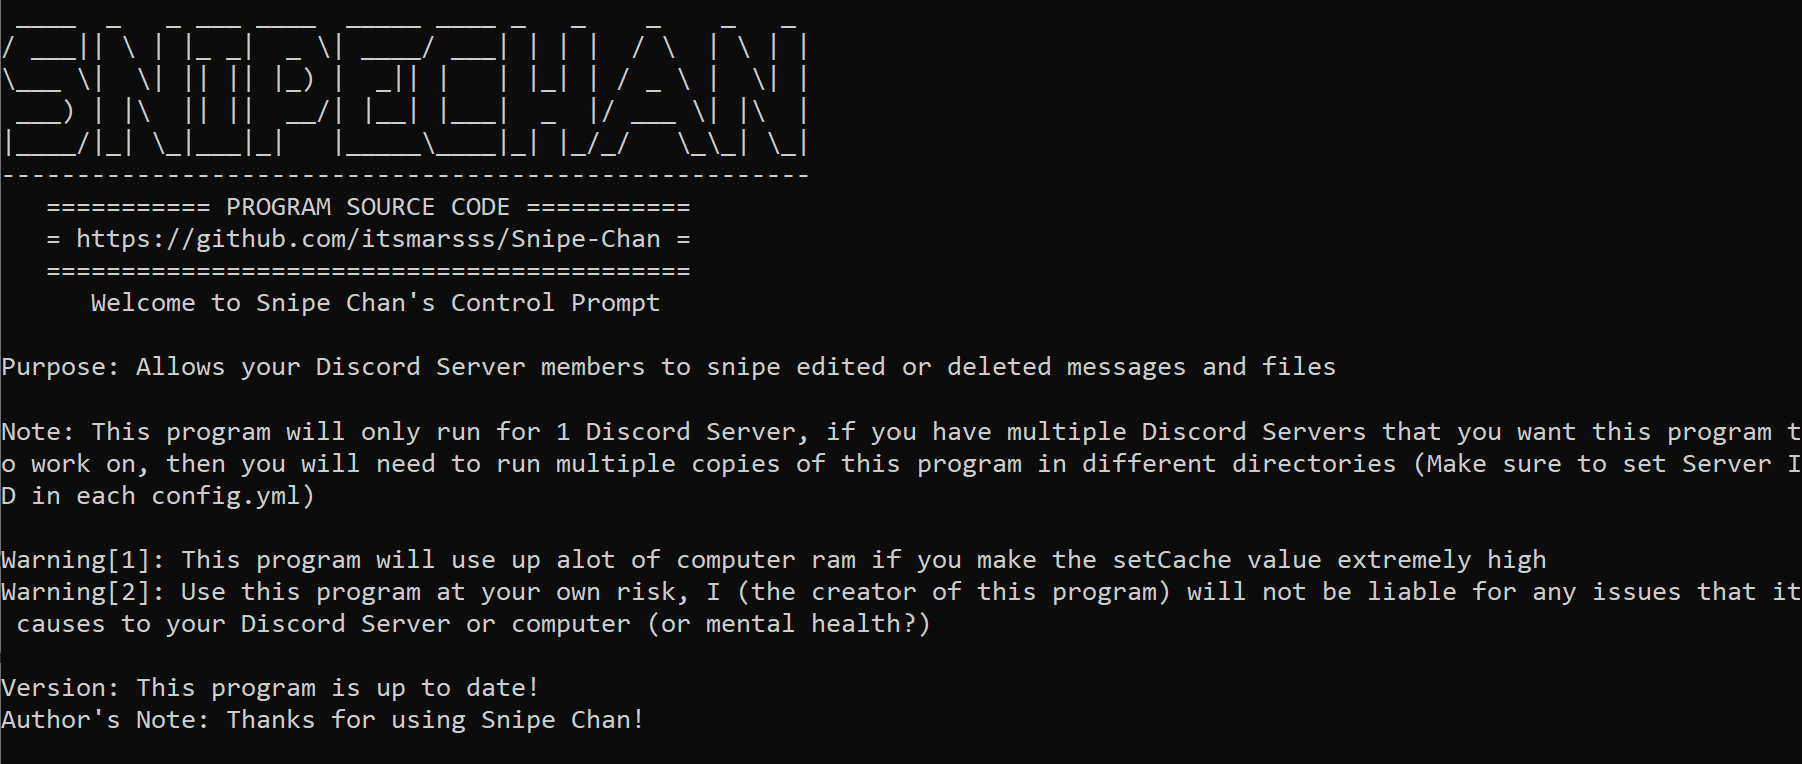 SNIPECHAN
------------------------------------------------------
=========== PROGRAM SOURCE CODE ===========
= https://github.com/itsmarsss/Snipe-Chan =
===========================================
Welcome to Snipe Chan's Control Prompt
Purpose: Allows your Discord Server members to snipe edited or deleted messages and files
Note: This program will only run for 1 Discord Server, if you have multiple Discord Servers that you want this program t
o work on, then you will need to run multiple copies of this program in different directories (Make sure to set Server I
D in each config.yml)
Warning[1]: This program will use up alot of computer ram if you make the setCache value extremely high
Warning[2]: Use this program at your own risk, I (the creator of this program) will not be liable for any issues that it
causes to your Discord Server or computer (or mental health?)
Version: This program is up to date!
Author's Note: Thanks for using Snipe Chan!